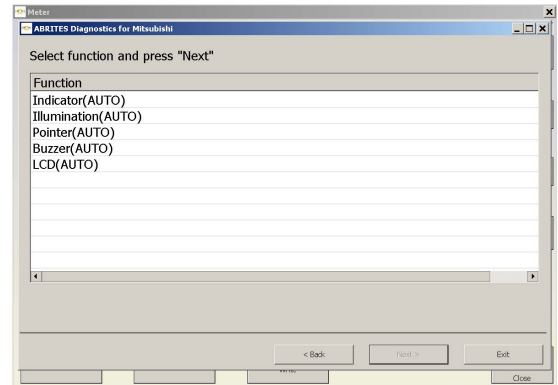 Meter
ABRITES Diagnostics for Mitsubishi
Select function and press "Next"
Function
Indicator(AUTO)
Illumination(AUTO)
Pointer(AUTO)
Buzzer(AUTO)
LCD(AUTO)
< Back
Next >
Exit
Close